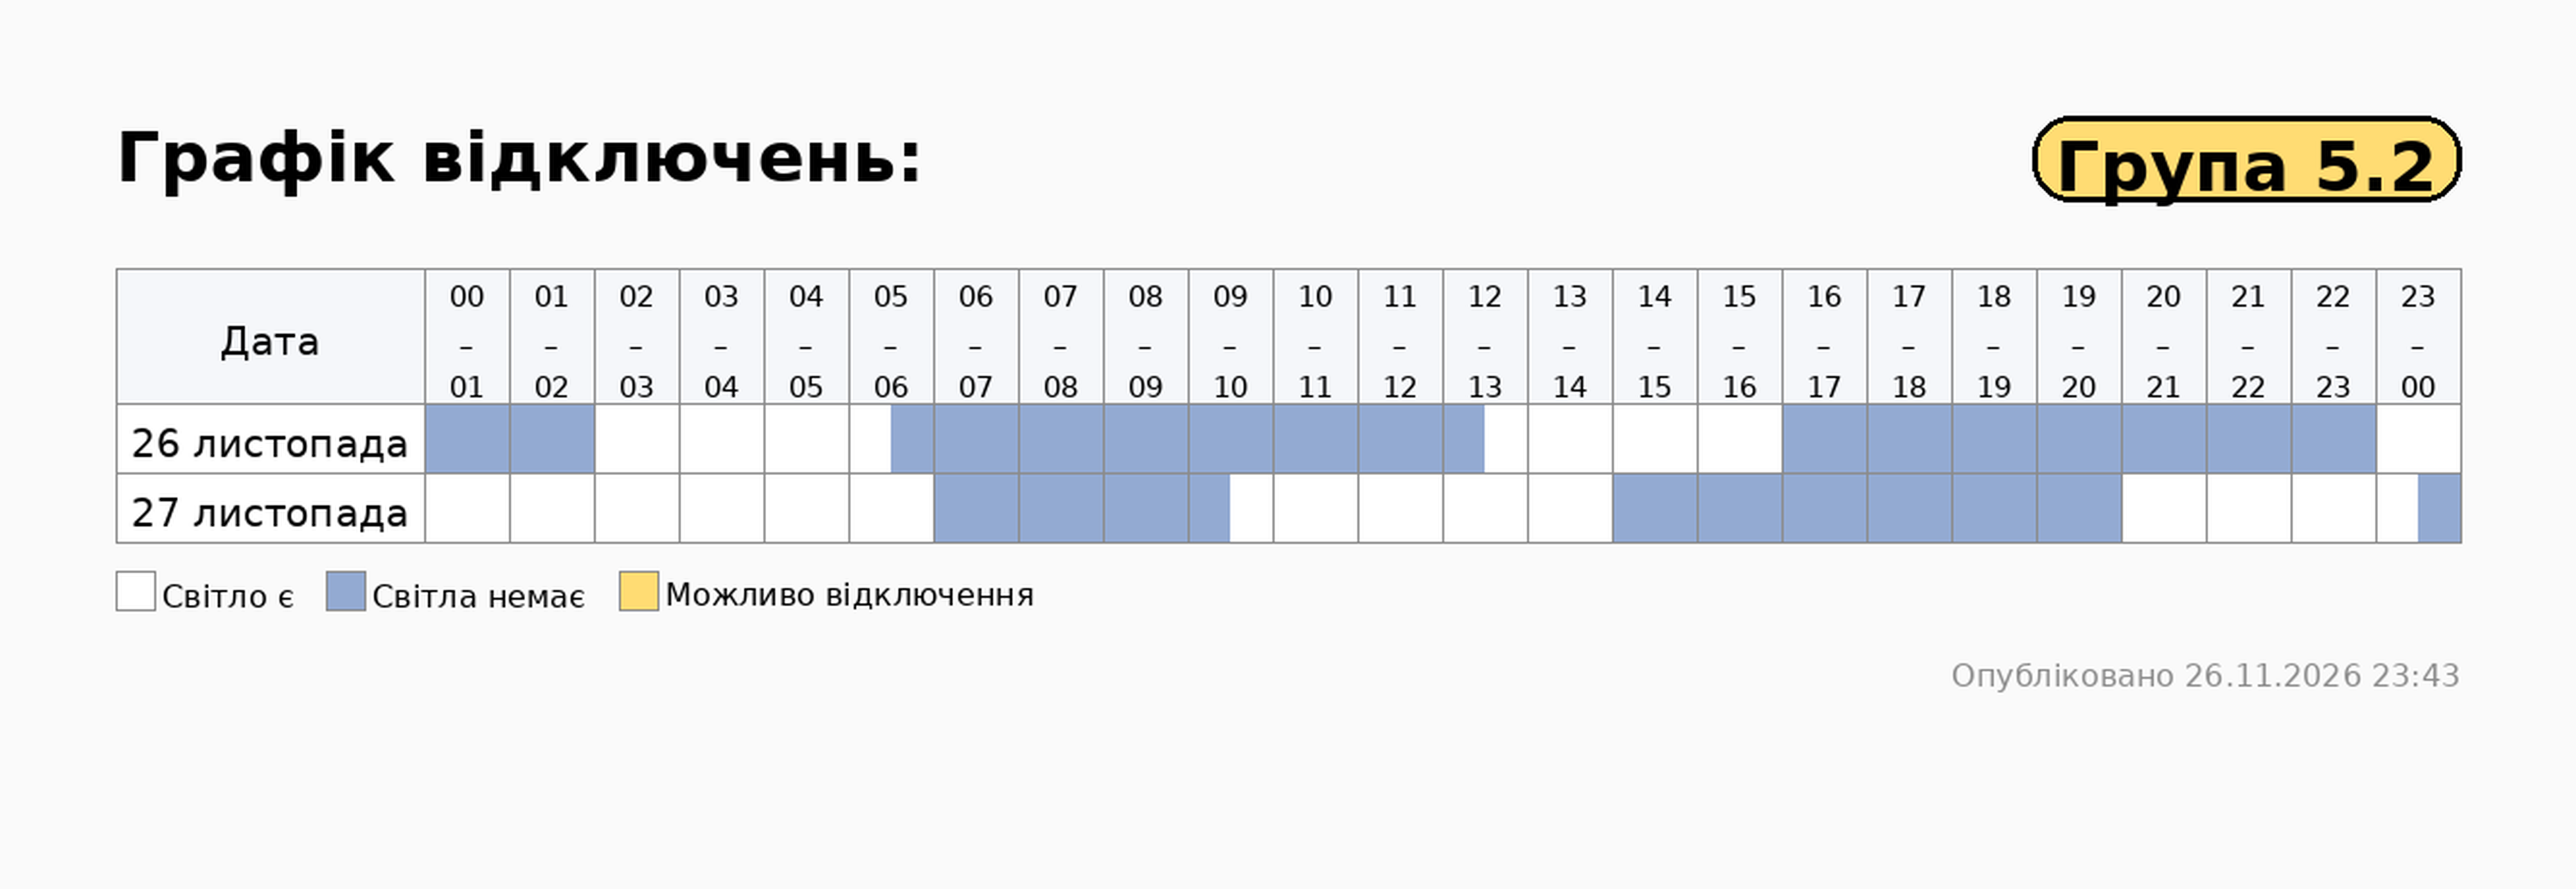 Графік відключень:
Група 5.2
Дата
00 – 01
01 – 02
02 – 03
03 – 04
04 – 05
05 – 06
06 – 07
07 – 08
08 – 09
09 – 10
10 – 11
11 – 12
12 – 13
13 – 14
14 – 15
15 – 16
16 – 17
17 – 18
18 – 19
19 – 20
20 – 21
21 – 22
22 – 23
23 – 00
26 листопада
27 листопада
Світло є
Світла немає
Можливо відключення
Опубліковано 26.11.2026 23:43